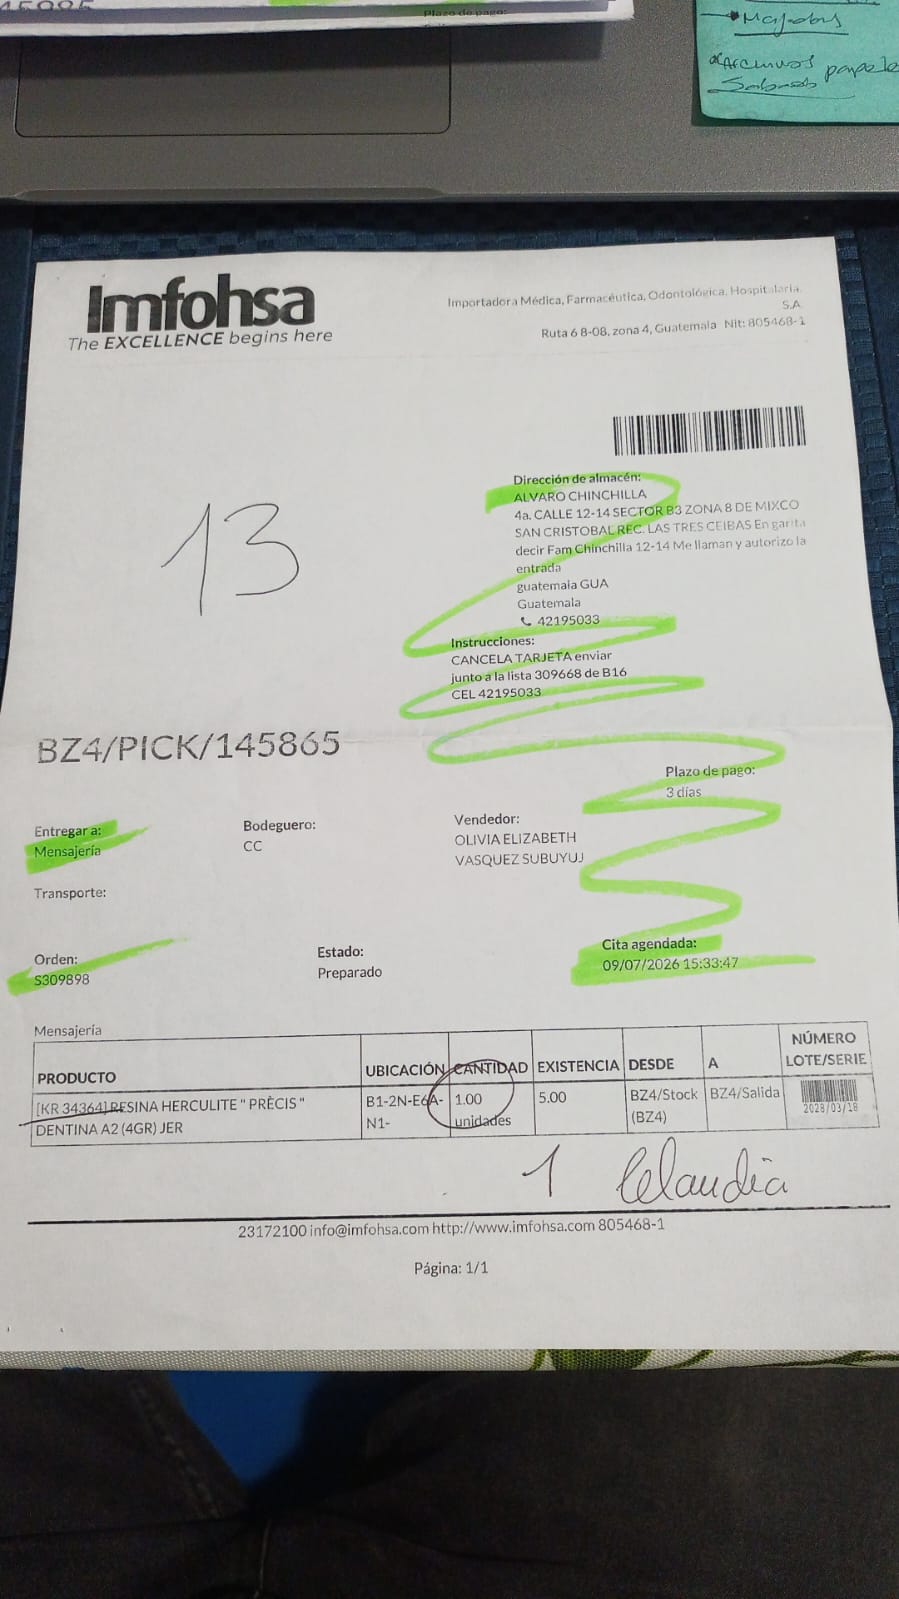 Plazo de pago:
Majadas
Archivos papele
Imfohsa
The EXCELLENCE begins here
Importadora Médica, Farmacéutica, Odontológica, Hospitalaria,
S.A.
Ruta 6 8-08, zona 4, Guatemala Nit: 805468-1
13
Dirección de almacén:
ALVARO CHINCHILLA
4a. CALLE 12-14 SECTOR B3 ZONA 8 DE MIXCO
SAN CRISTOBAL REC. LAS TRES CEIBAS En garita
decir Fam Chinchilla 12-14 Me llaman y autorizo la
entrada
guatemala GUA
Guatemala
42195033
Instrucciones:
CANCELA TARJETA enviar
junto a la lista 309668 de B16
CEL 42195033
BZ4/PICK/145865
Plazo de pago:
3 días
Entregar a:
Mensajería
Bodeguero:
CC
Vendedor:
OLIVIA ELIZABETH
VASQUEZ SUBUYUJ
Transporte:
Orden:
S309898
Estado:
Preparado
Cita agendada:
09/07/2026 15:33:47
Mensajería
PRODUCTO UBICACIÓN CANTIDAD EXISTENCIA DESDE A NÚMERO LOTE/SERIE
[KR 34364] RESINA HERCULITE " PRÈCIS " B1-2N-E6A- 1.00 5.00 BZ4/Stock BZ4/Salida
DENTINA A2 (4GR) JER N1- unidades (BZ4) 2028/03/18
1
23172100 info@imfohsa.com http://www.imfohsa.com 805468-1
Página: 1/1